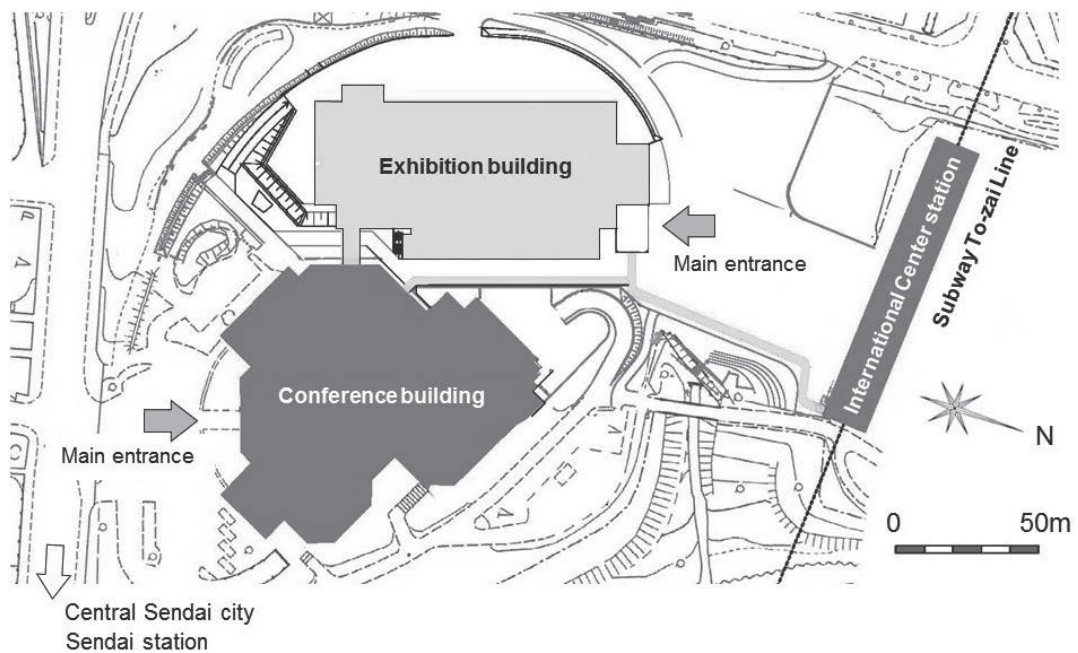 Exhibition building
Main entrance
International Center station
Subway To-zai Line
Conference building
Main entrance
N
0 50m
Central Sendai city
Sendai station